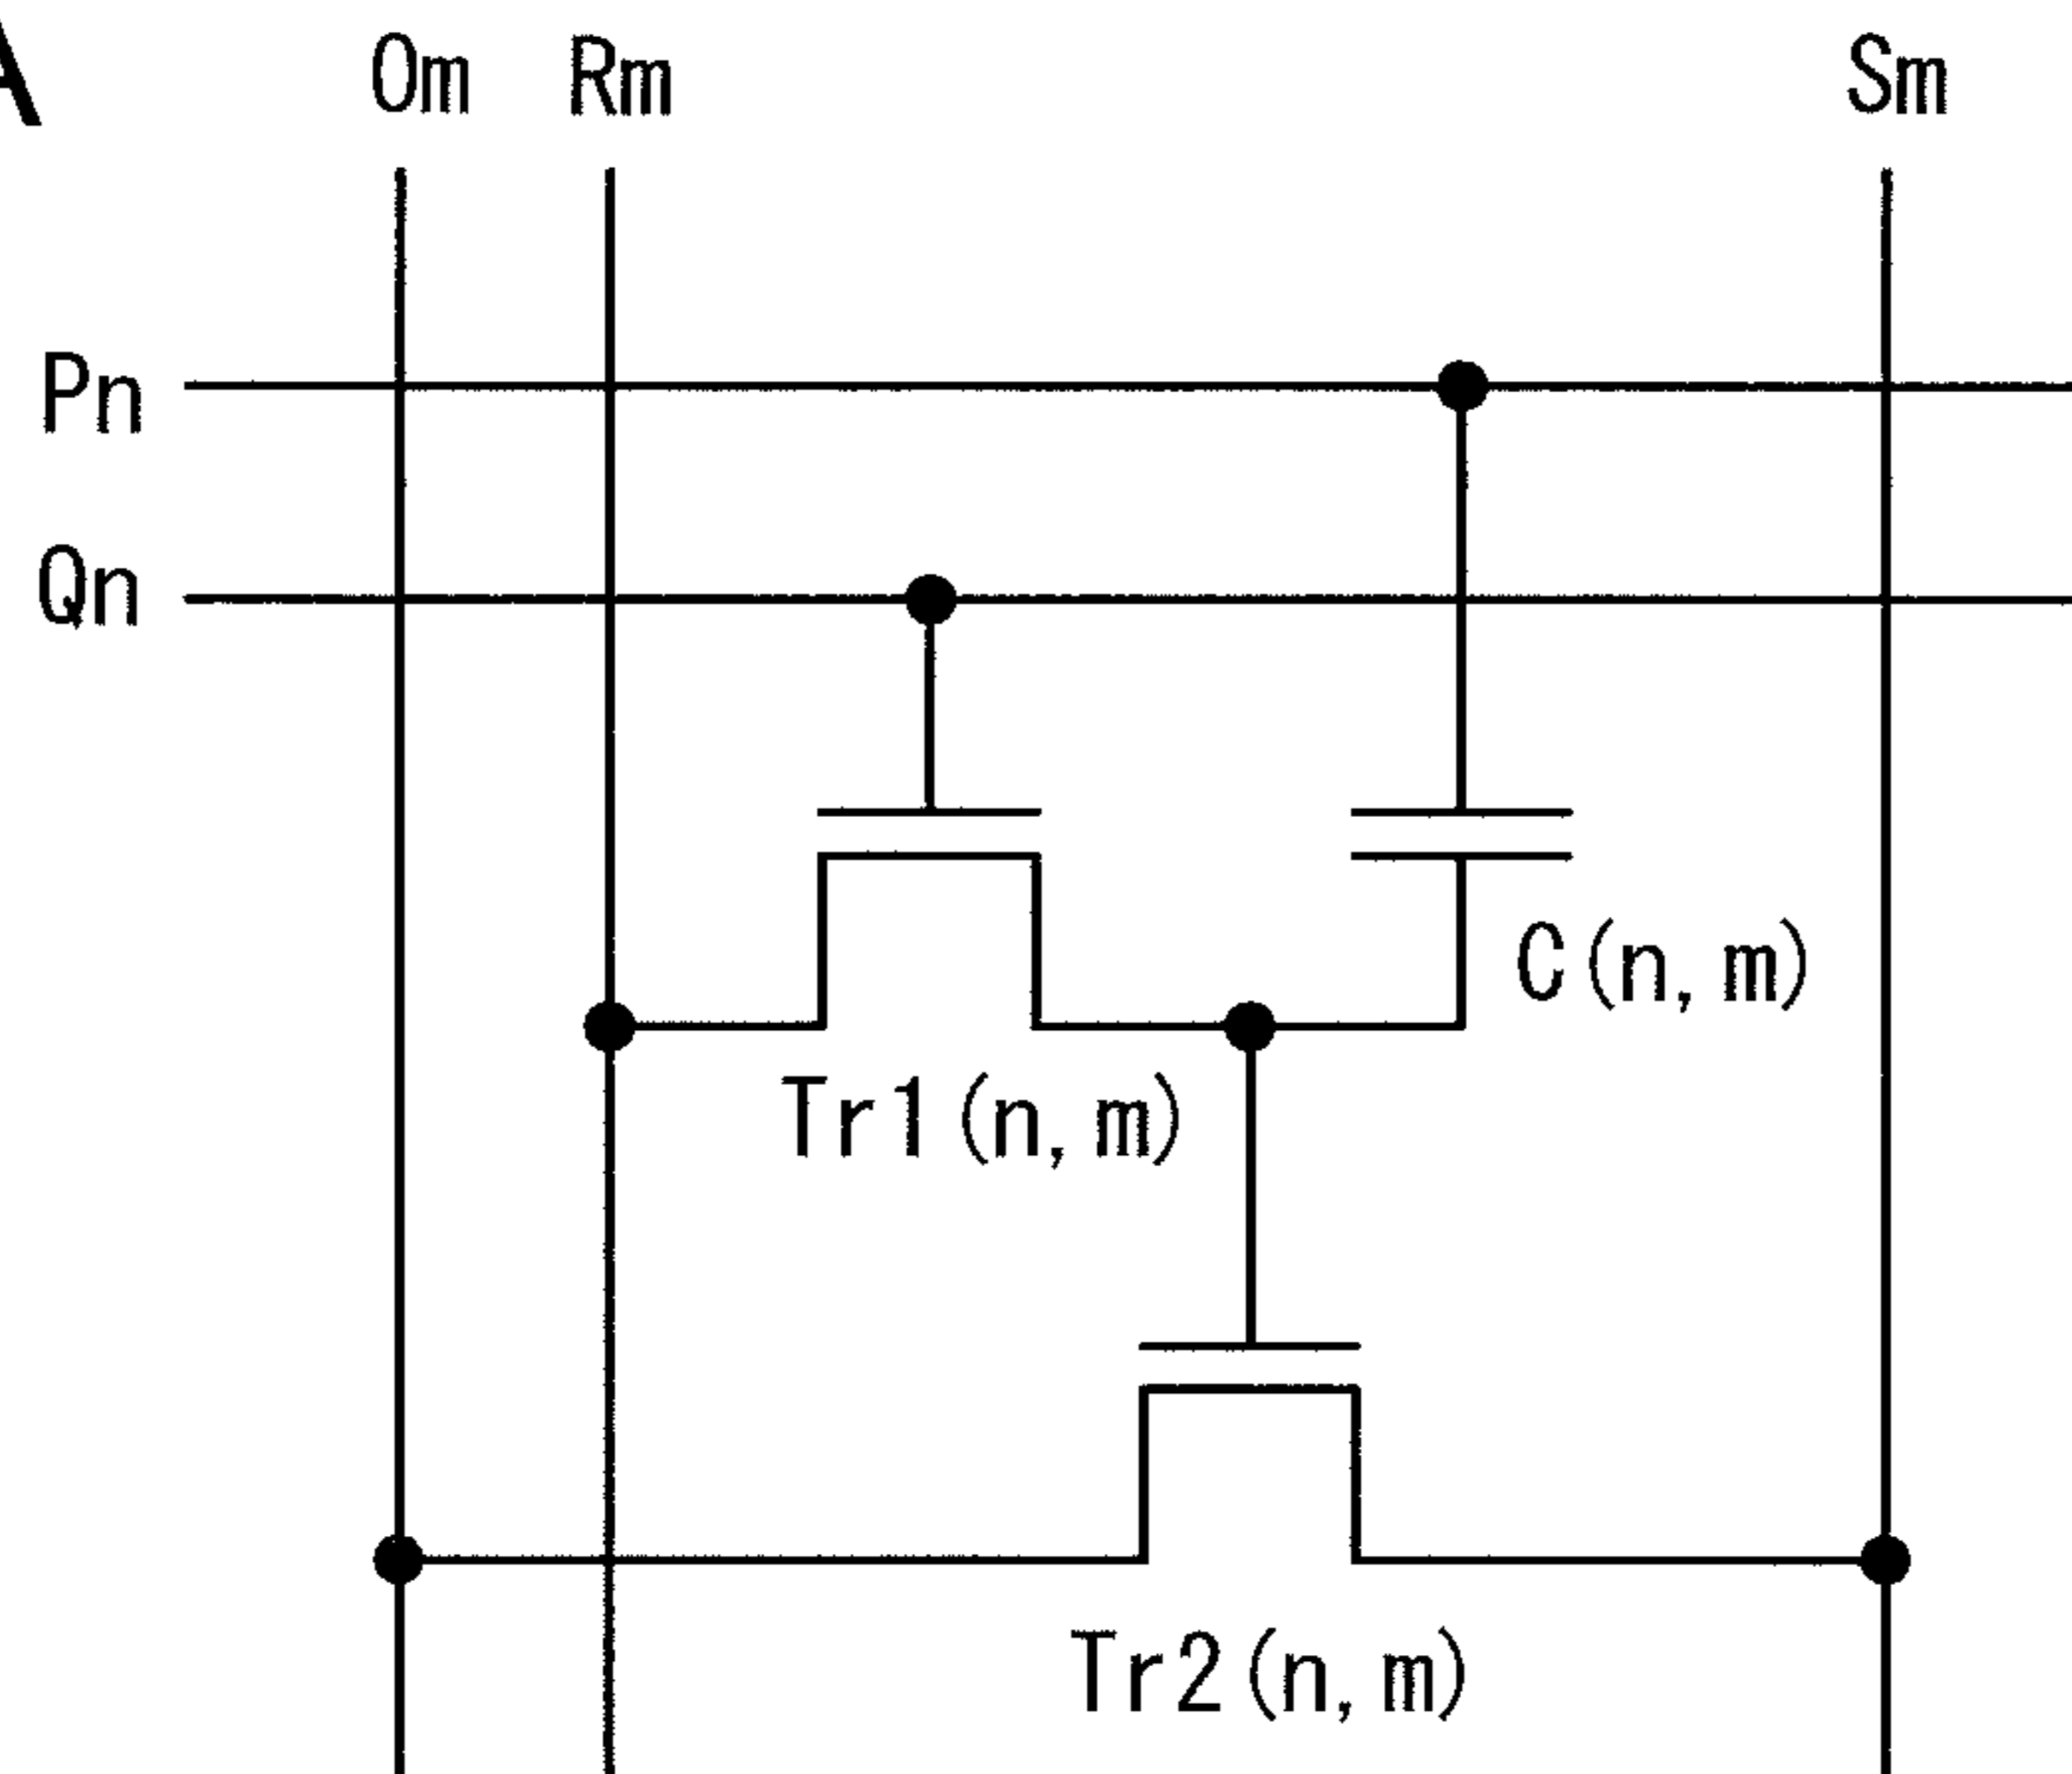 A
Om Rm Sm
Pn
Qn
C(n, m)
Tr1(n, m)
Tr2(n, m)